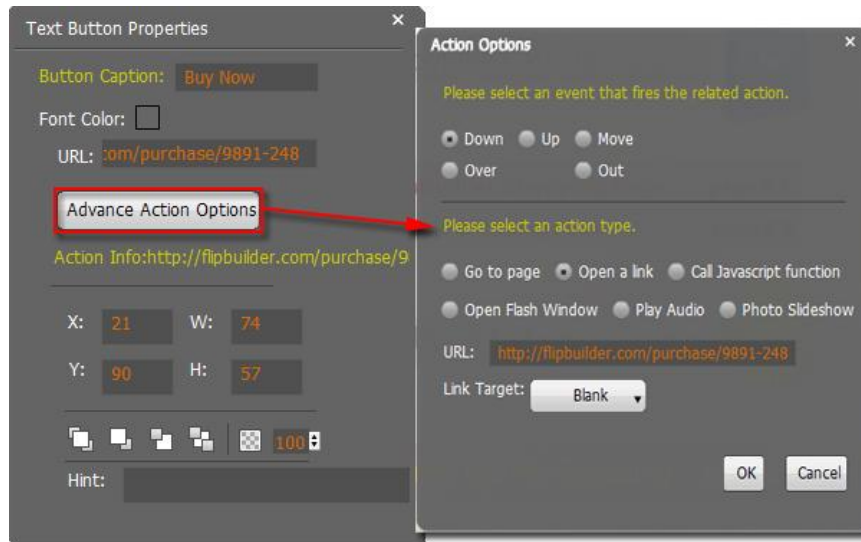 Text Button Properties
Button Caption: Buy Now
Font Color:
URL: :om/purchase/9891-248
Advance Action Options
Action Info:http://flipbuilder.com/purchase/9
X: 21 W: 74
Y: 90 H: 57
100
Hint:
Action Options
Please select an event that fires the related action.
Down Up Move
Over Out
Please select an action type.
Go to page Open a link Call Javascript function
Open Flash Window Play Audio Photo Slideshow
URL: http://flipbuilder.com/purchase/9891-248
Link Target: Blank
OK Cancel